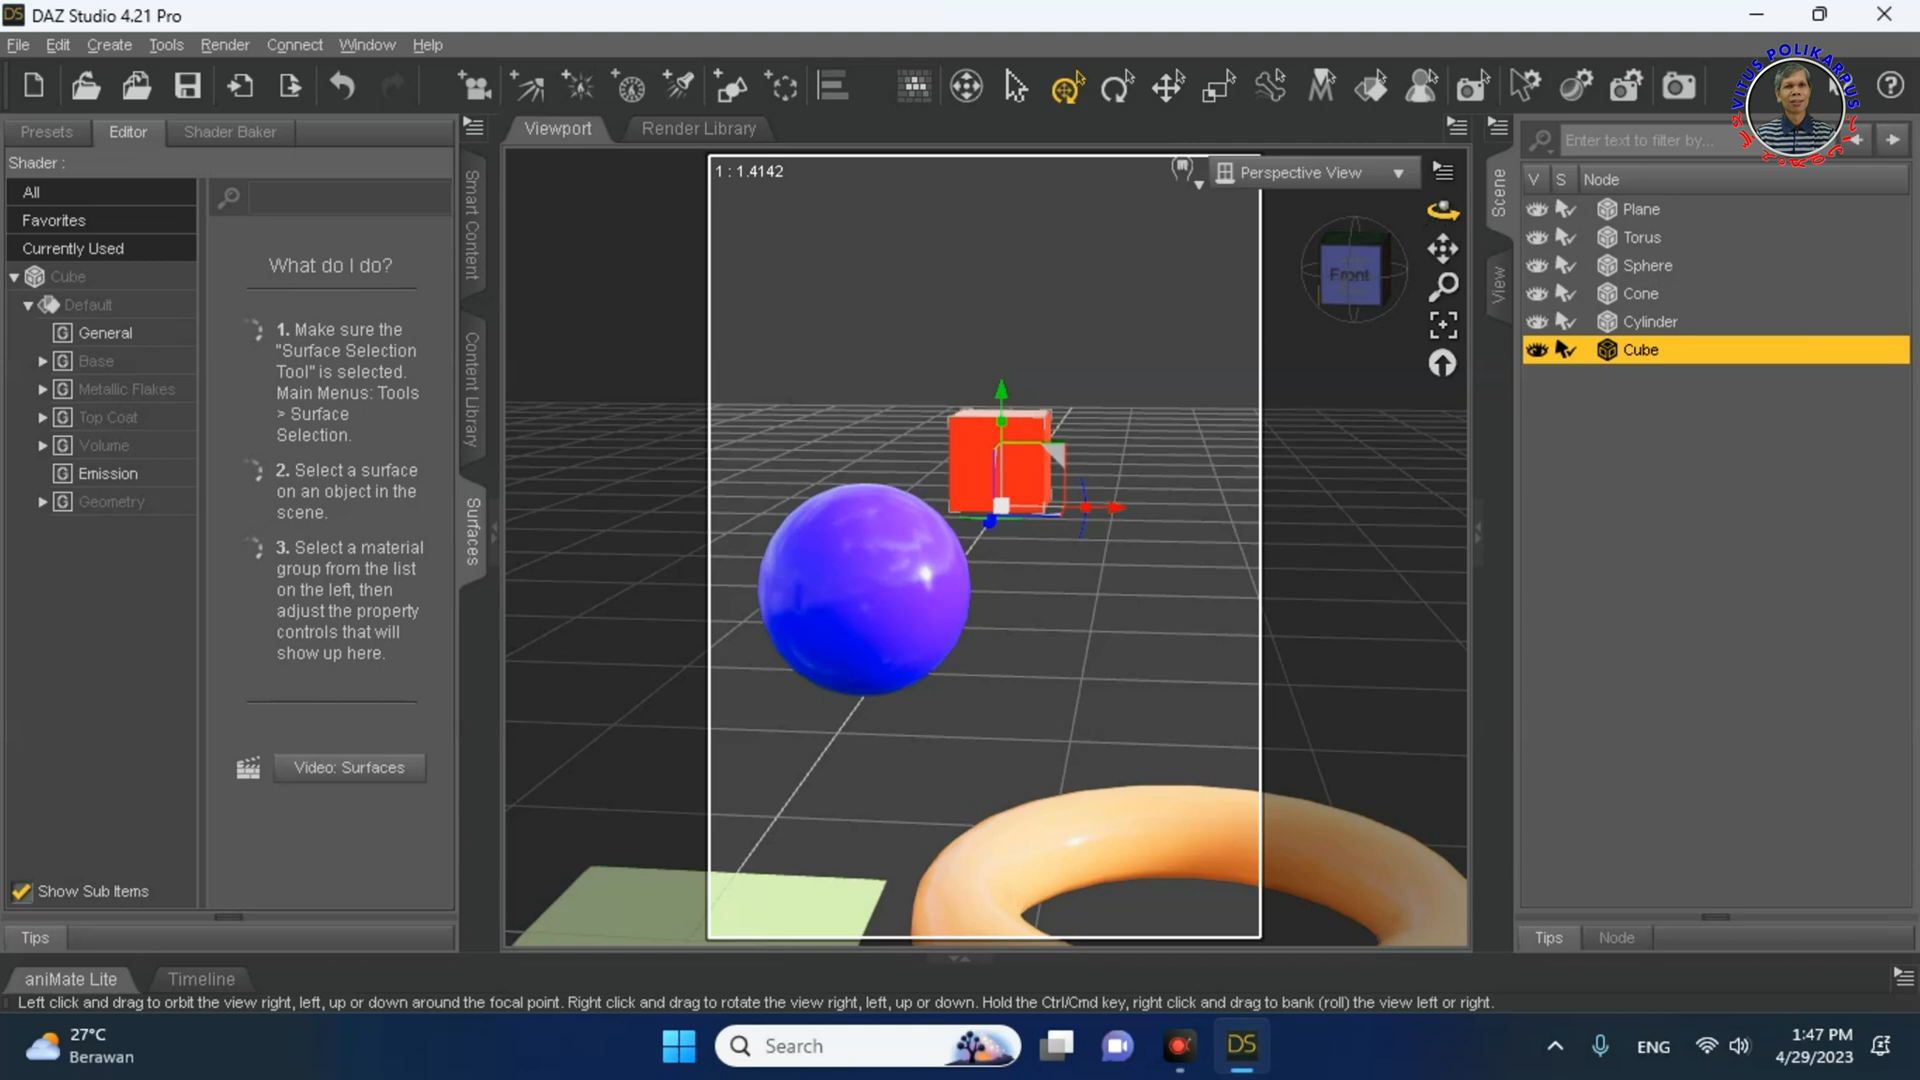 DS DAZ Studio 4.21 Pro
File Edit Create Tools Render Connect Window Help
VITUS POLIKARPUS
Presets Editor Shader Baker
Viewport Render Library
Enter text to filter by...
Shader :
All
Favorites
Currently Used
Cube
Default
G General
G Base
G Metallic Flakes
G Top Coat
G Volume
G Emission
G Geometry
Show Sub Items
Tips
What do I do?
1. Make sure the
"Surface Selection
Tool" is selected.
Main Menus: Tools
> Surface
Selection.
2. Select a surface
on an object in the
scene.
3. Select a material
group from the list
on the left, then
adjust the property
controls that will
show up here.
Video: Surfaces
Smart Content
Content Library
Surfaces
1 : 1.4142
Perspective View
Front
Scene
View
V S Node
Plane
Torus
Sphere
Cone
Cylinder
Cube
Tips Node
aniMate Lite Timeline
Left click and drag to orbit the view right, left, up or down around the focal point. Right click and drag to rotate the view right, left, up or down. Hold the Ctrl/Cmd key, right click and drag to bank (roll) the view left or right.
27°C
Berawan
Search
DS
ENG
1:47 PM
4/29/2023